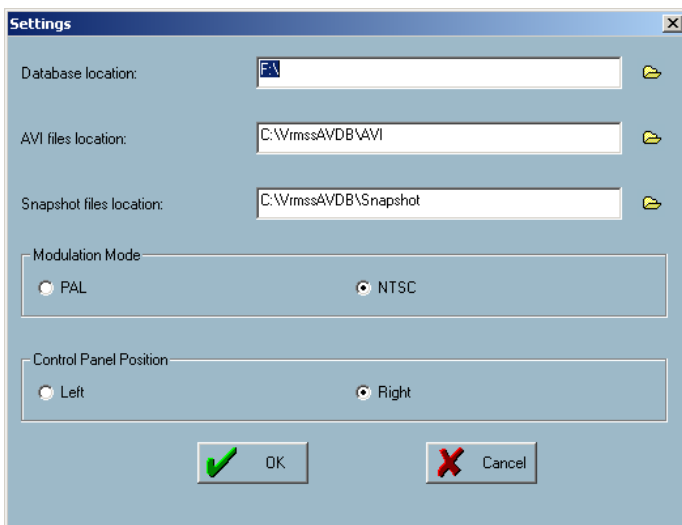 Settings
Database location:
F:\
AVI files location:
C:\VrmssAVDB\AVI
Snapshot files location:
C:\VrmssAVDB\Snapshot
Modulation Mode
PAL
NTSC
Control Panel Position
Left
Right
OK
Cancel